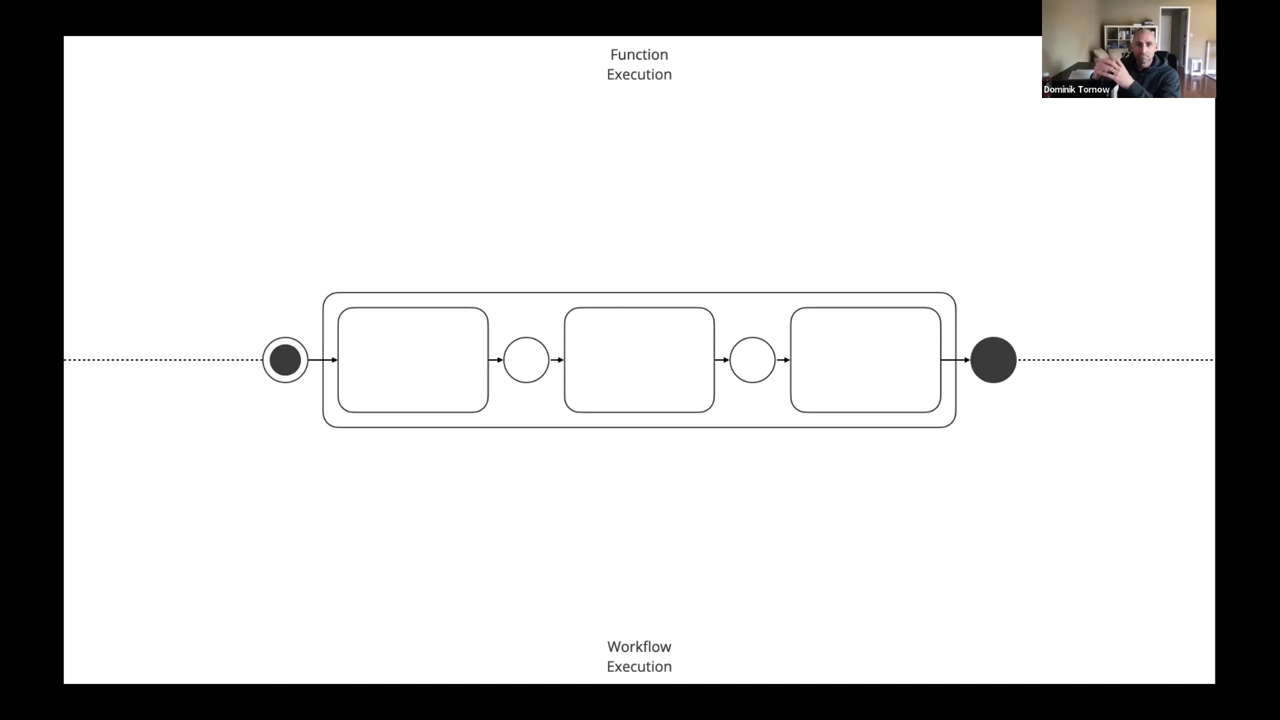 Function
Execution
Dominik Tornow
Workflow
Execution